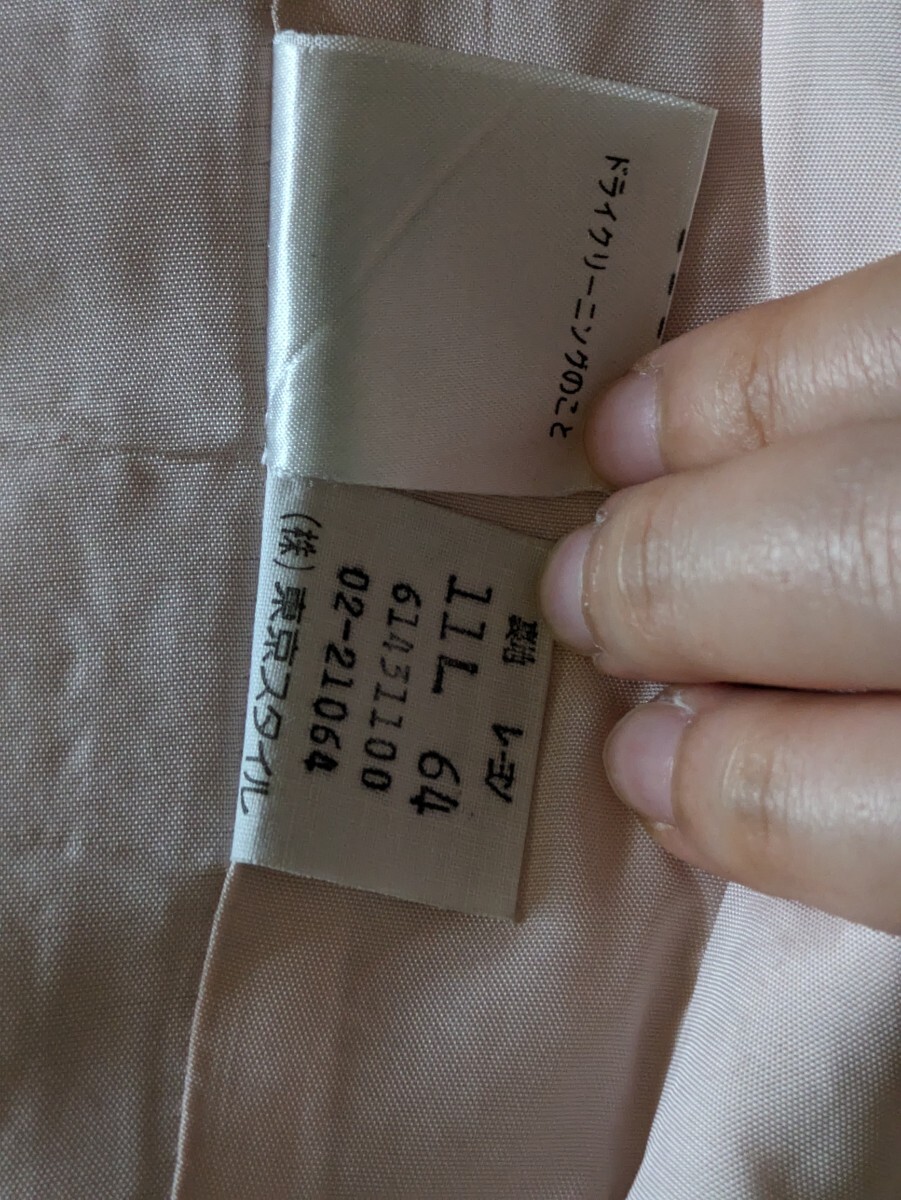 ドライクリーニングのこと
裏地 レーヨン
11L 64
61431100
02-21064
(株)東京スタイル